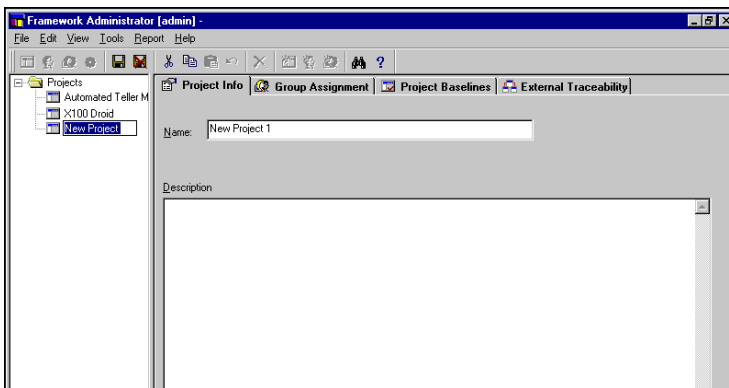 Framework Administrator [admin] -
File Edit View Tools Report Help
Projects
Automated Teller M
X100 Droid
New Project
Project Info Group Assignment Project Baselines External Traceability
Name: New Project 1
Description